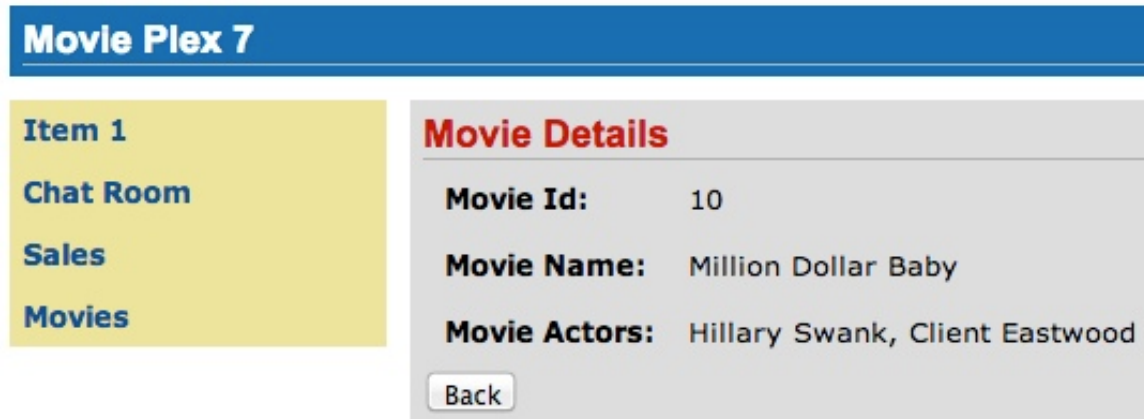 Movie Plex 7
Item 1
Chat Room
Sales
Movies
Movie Details
Movie Id: 10
Movie Name: Million Dollar Baby
Movie Actors: Hillary Swank, Client Eastwood
Back